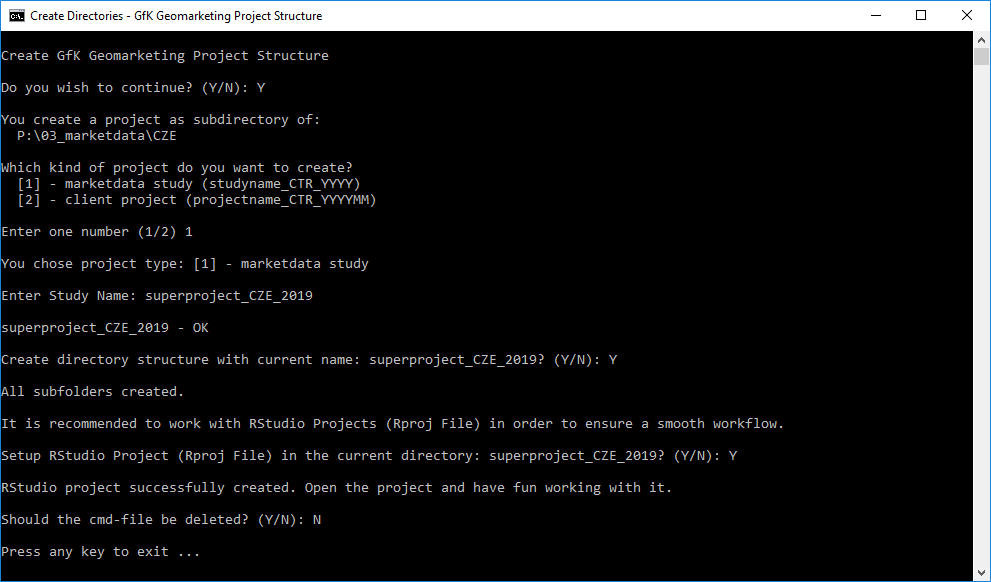 Create Directories - GfK Geomarketing Project Structure
Create GfK Geomarketing Project Structure
Do you wish to continue? (Y/N): Y
You create a project as subdirectory of:
P:\03_marketdata\CZE
Which kind of project do you want to create?
[1] - marketdata study (studyname_CTR_YYYY)
[2] - client project (projectname_CTR_YYYYMM)
Enter one number (1/2) 1
You chose project type: [1] - marketdata study
Enter Study Name: superproject_CZE_2019
superproject_CZE_2019 - OK
Create directory structure with current name: superproject_CZE_2019? (Y/N): Y
All subfolders created.
It is recommended to work with RStudio Projects (Rproj File) in order to ensure a smooth workflow.
Setup RStudio Project (Rproj File) in the current directory: superproject_CZE_2019? (Y/N): Y
RStudio project successfully created. Open the project and have fun working with it.
Should the cmd-file be deleted? (Y/N): N
Press any key to exit ...